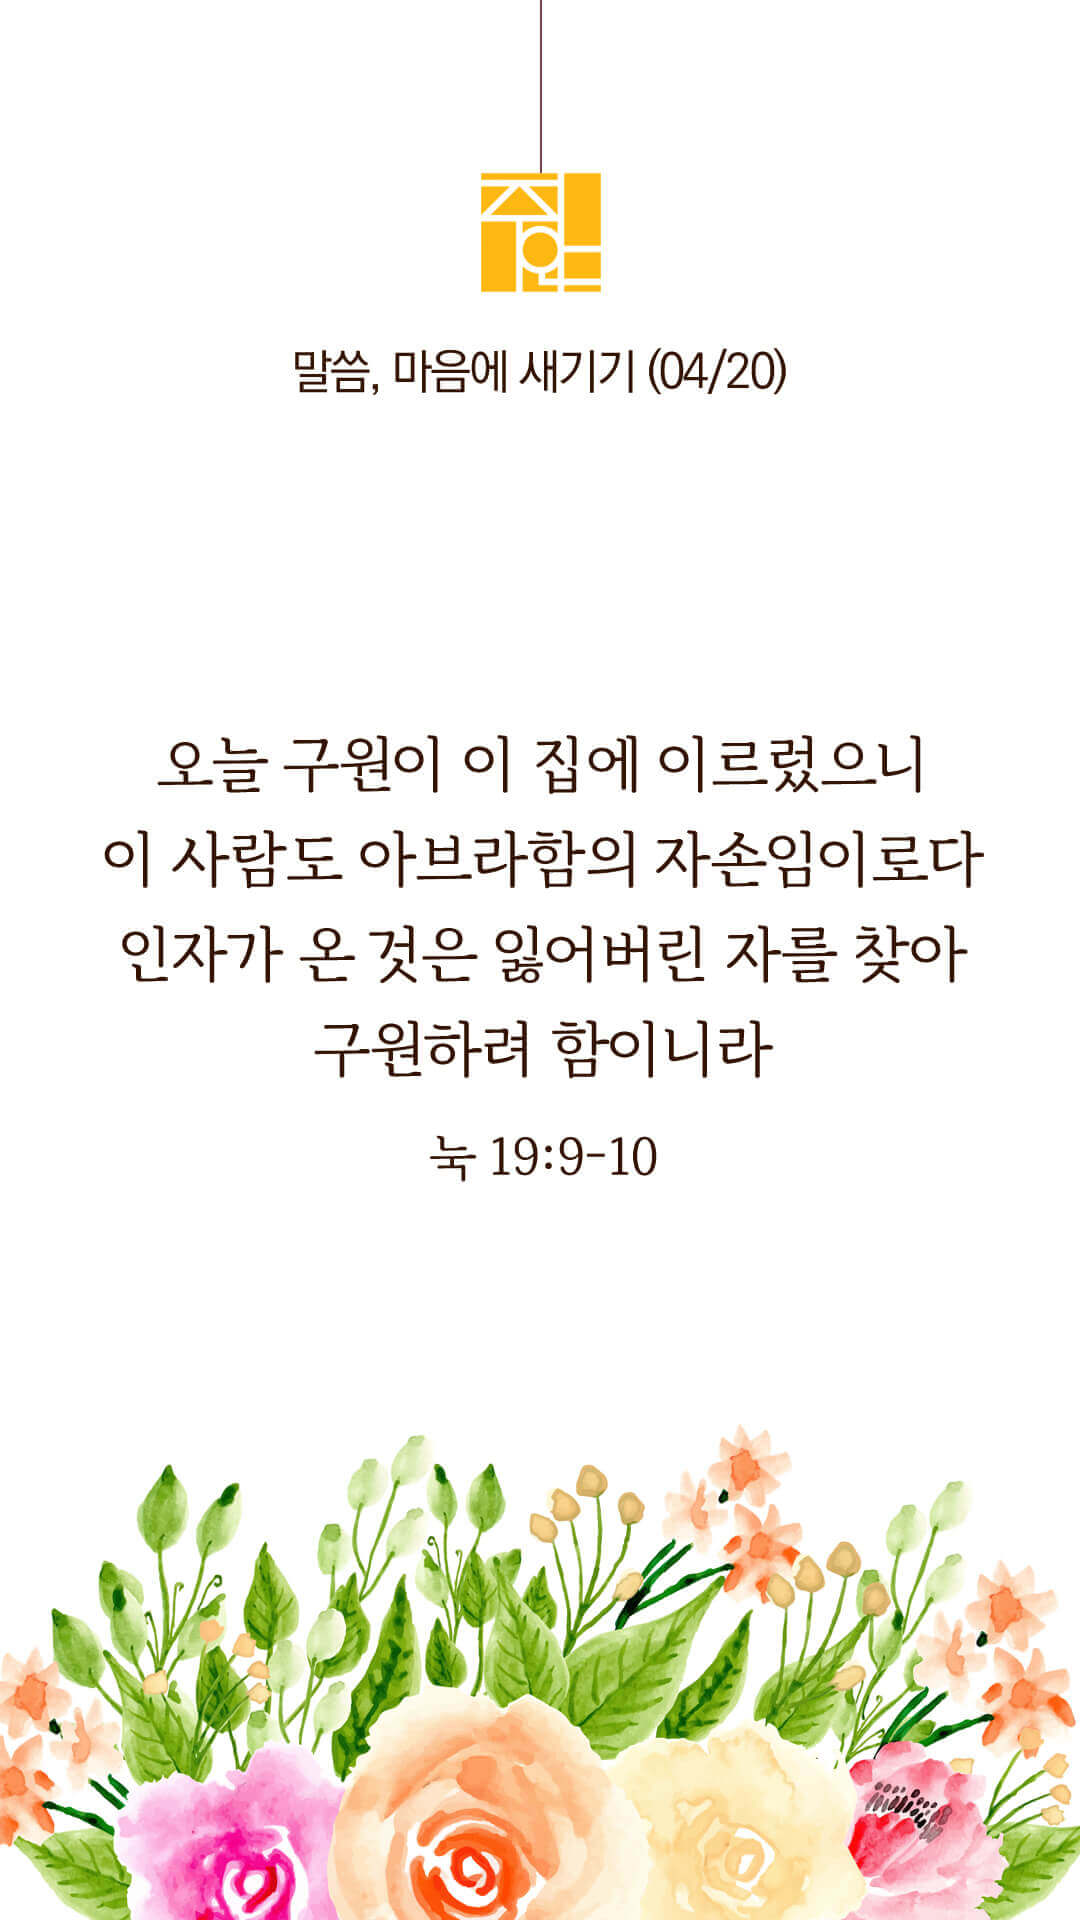 주인
말씀, 마음에 새기기 (04/20)
오늘 구원이 이 집에 이르렀으니
이 사람도 아브라함의 자손임이로다
인자가 온 것은 잃어버린 자를 찾아
구원하려 함이니라
눅 19:9-10